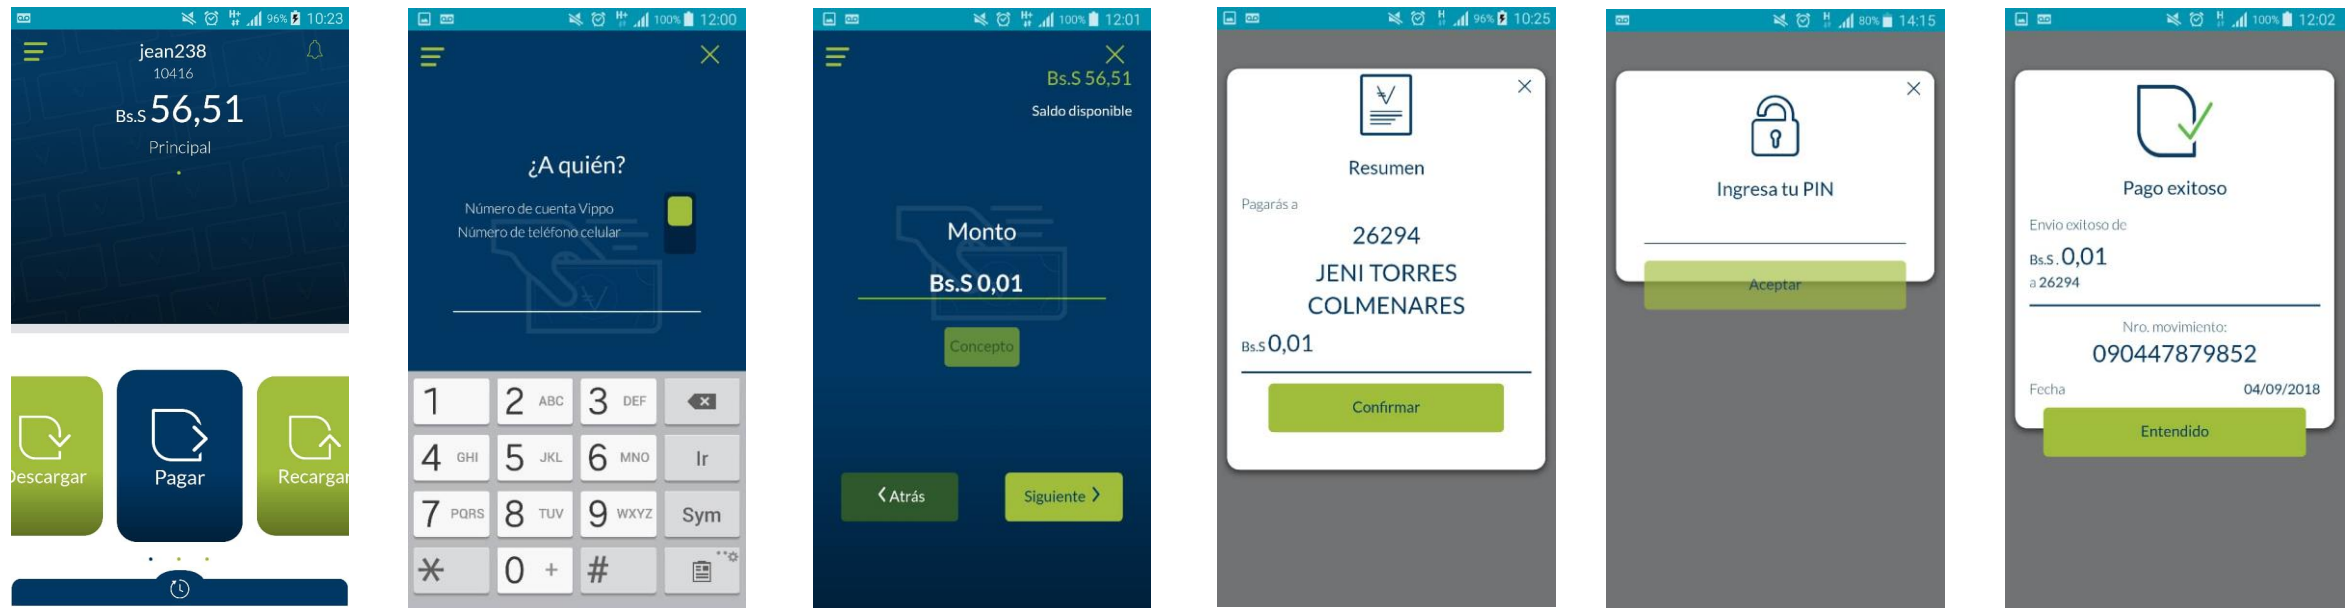 96% 10:23
jean238
10416
Bs.S 56,51
Principal
Descargar
Pagar
Recargar
100% 12:00
¿A quién?
Número de cuenta Vippo
Número de teléfono celular
1
2 ABC
3 DEF
4 GHI
5 JKL
6 MNO
Ir
7 PQRS
8 TUV
9 WXYZ
Sym
*
0 +
#
100% 12:01
Bs.S 56,51
Saldo disponible
Monto
Bs.S 0,01
Concepto
Atrás
Siguiente
96% 10:25
Resumen
Pagarás a
26294
JENI TORRES
COLMENARES
Bs.S 0,01
Confirmar
80% 14:15
Ingresa tu PIN
Aceptar
100% 12:02
Pago exitoso
Envío exitoso de
Bs.S. 0,01
a 26294
Nro. movimiento:
090447879852
Fecha 04/09/2018
Entendido